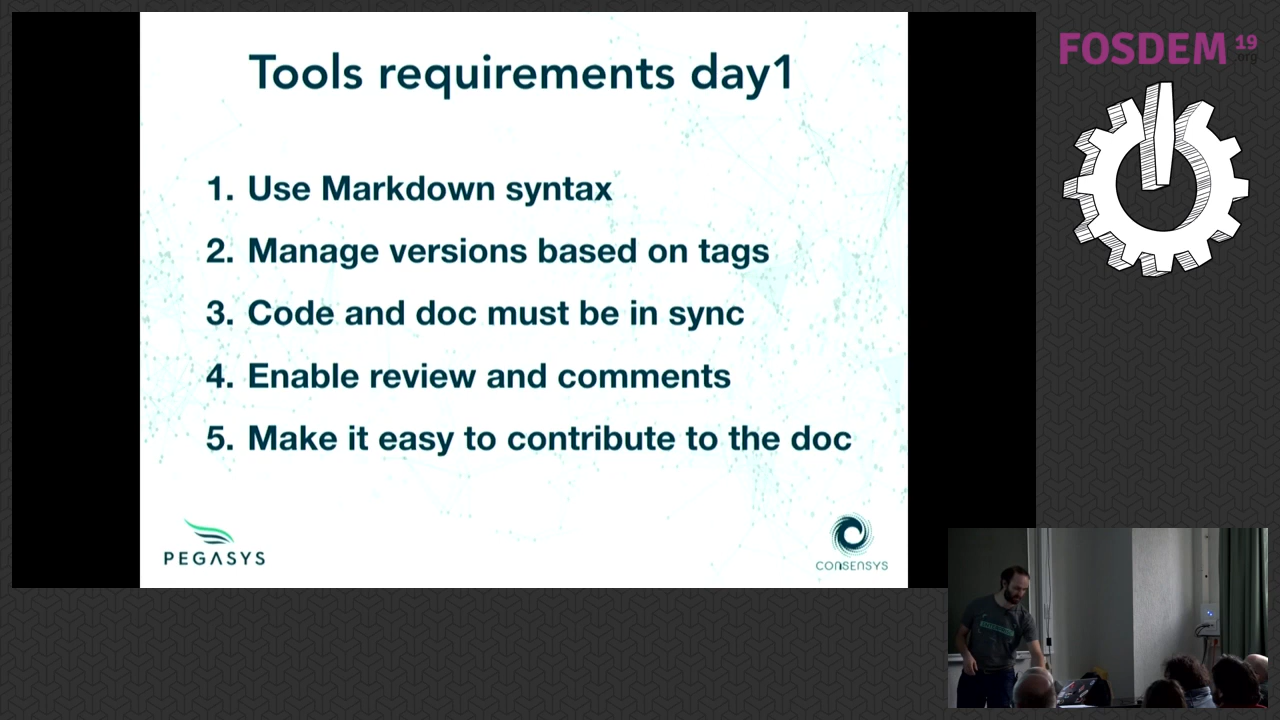 Tools requirements day1
1. Use Markdown syntax
2. Manage versions based on tags
3. Code and doc must be in sync
4. Enable review and comments
5. Make it easy to contribute to the doc
PEGASYS
CONSENSYS
FOSDEM 19
.org